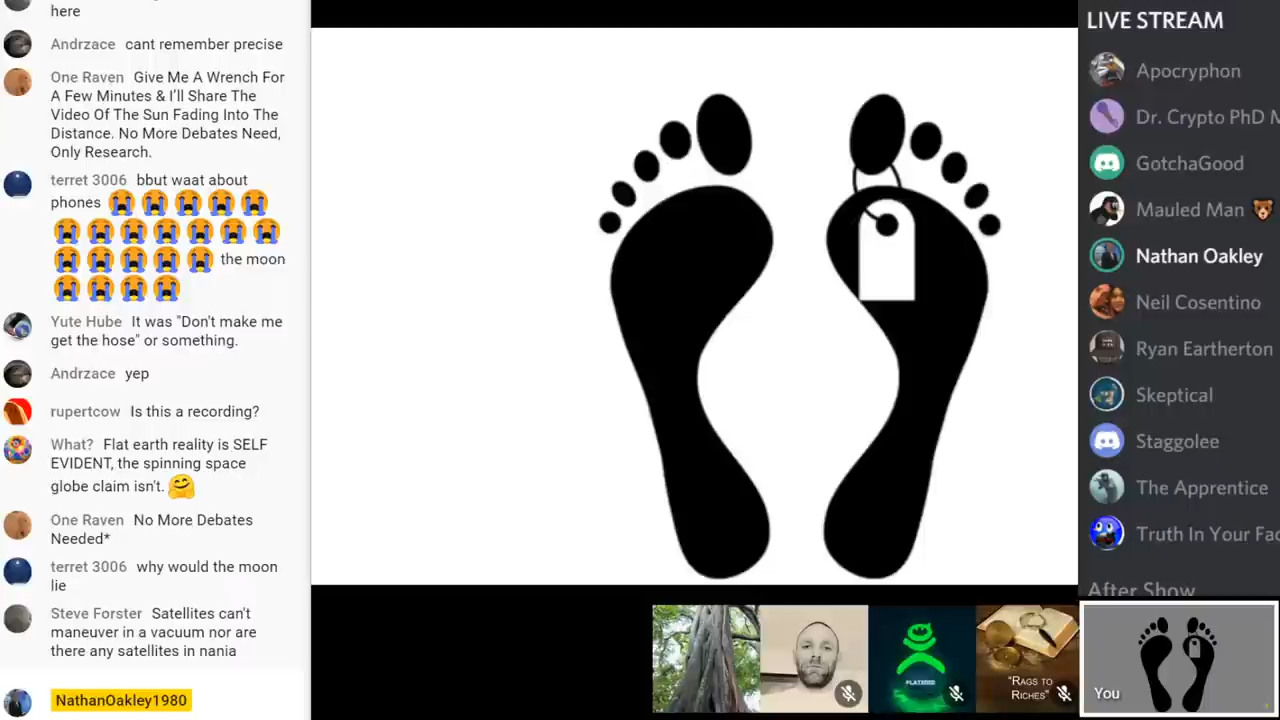 here
Andrzace cant remember precise
One Raven Give Me A Wrench For
A Few Minutes & I'll Share The
Video Of The Sun Fading Into The
Distance. No More Debates Need,
Only Research.
terret 3006 bbut waat about
phones 😭😭😭😭😭
😭😭😭😭😭😭😭
😭😭😭😭😭 the moon
😭😭😭😭
Yute Hube It was "Don't make me
get the hose" or something.
Andrzace yep
rupertcow Is this a recording?
What? Flat earth reality is SELF
EVIDENT, the spinning space
globe claim isn't. 🤗
One Raven No More Debates
Needed*
terret 3006 why would the moon
lie
Steve Forster Satellites can't
maneuver in a vacuum nor are
there any satellites in nania
NathanOakley1980
FLATZOID
"RAGS TO
RICHES"
You
LIVE STREAM
Apocryphon
Dr. Crypto PhD M
GotchaGood
Mauled Man 🐻
Nathan Oakley
Neil Cosentino
Ryan Eartherton
Skeptical
Staggolee
The Apprentice
Truth In Your Fac
After Show